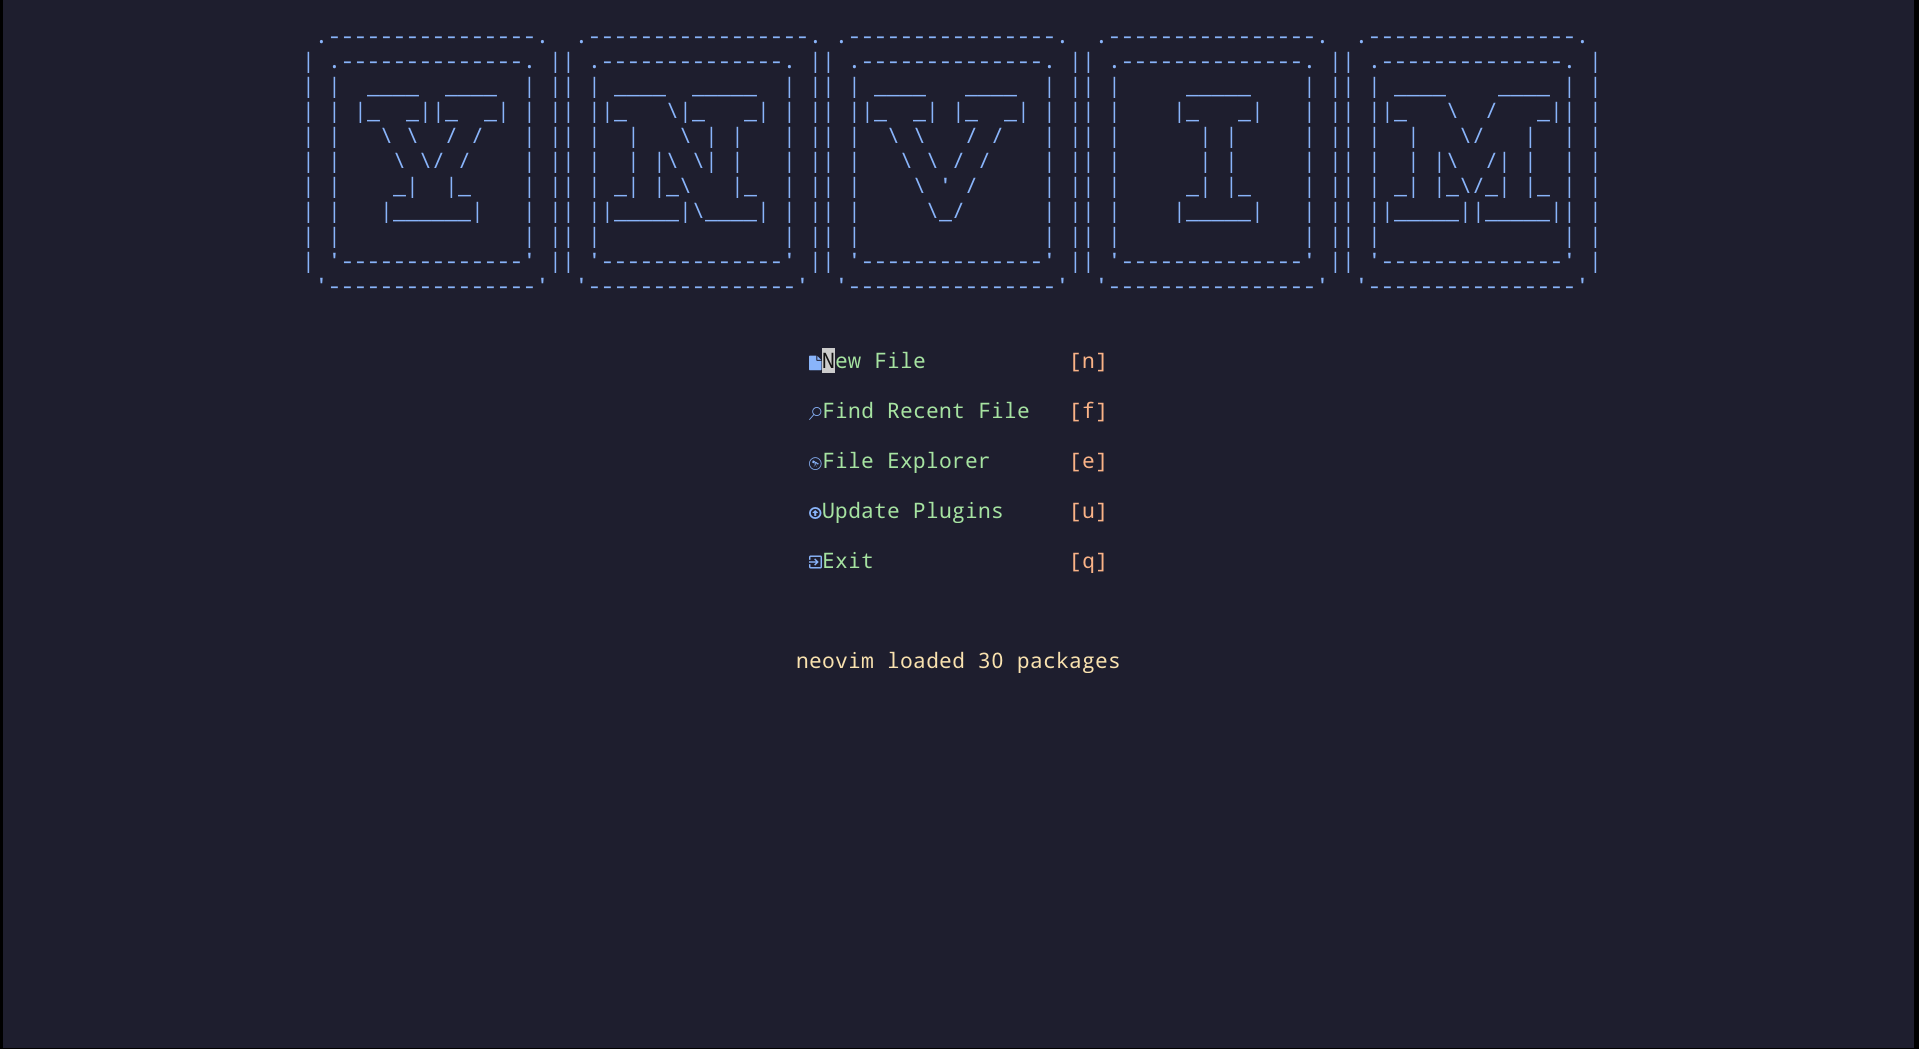 YNVIM
New File [n]
Find Recent File [f]
File Explorer [e]
Update Plugins [u]
Exit [q]
neovim loaded 30 packages